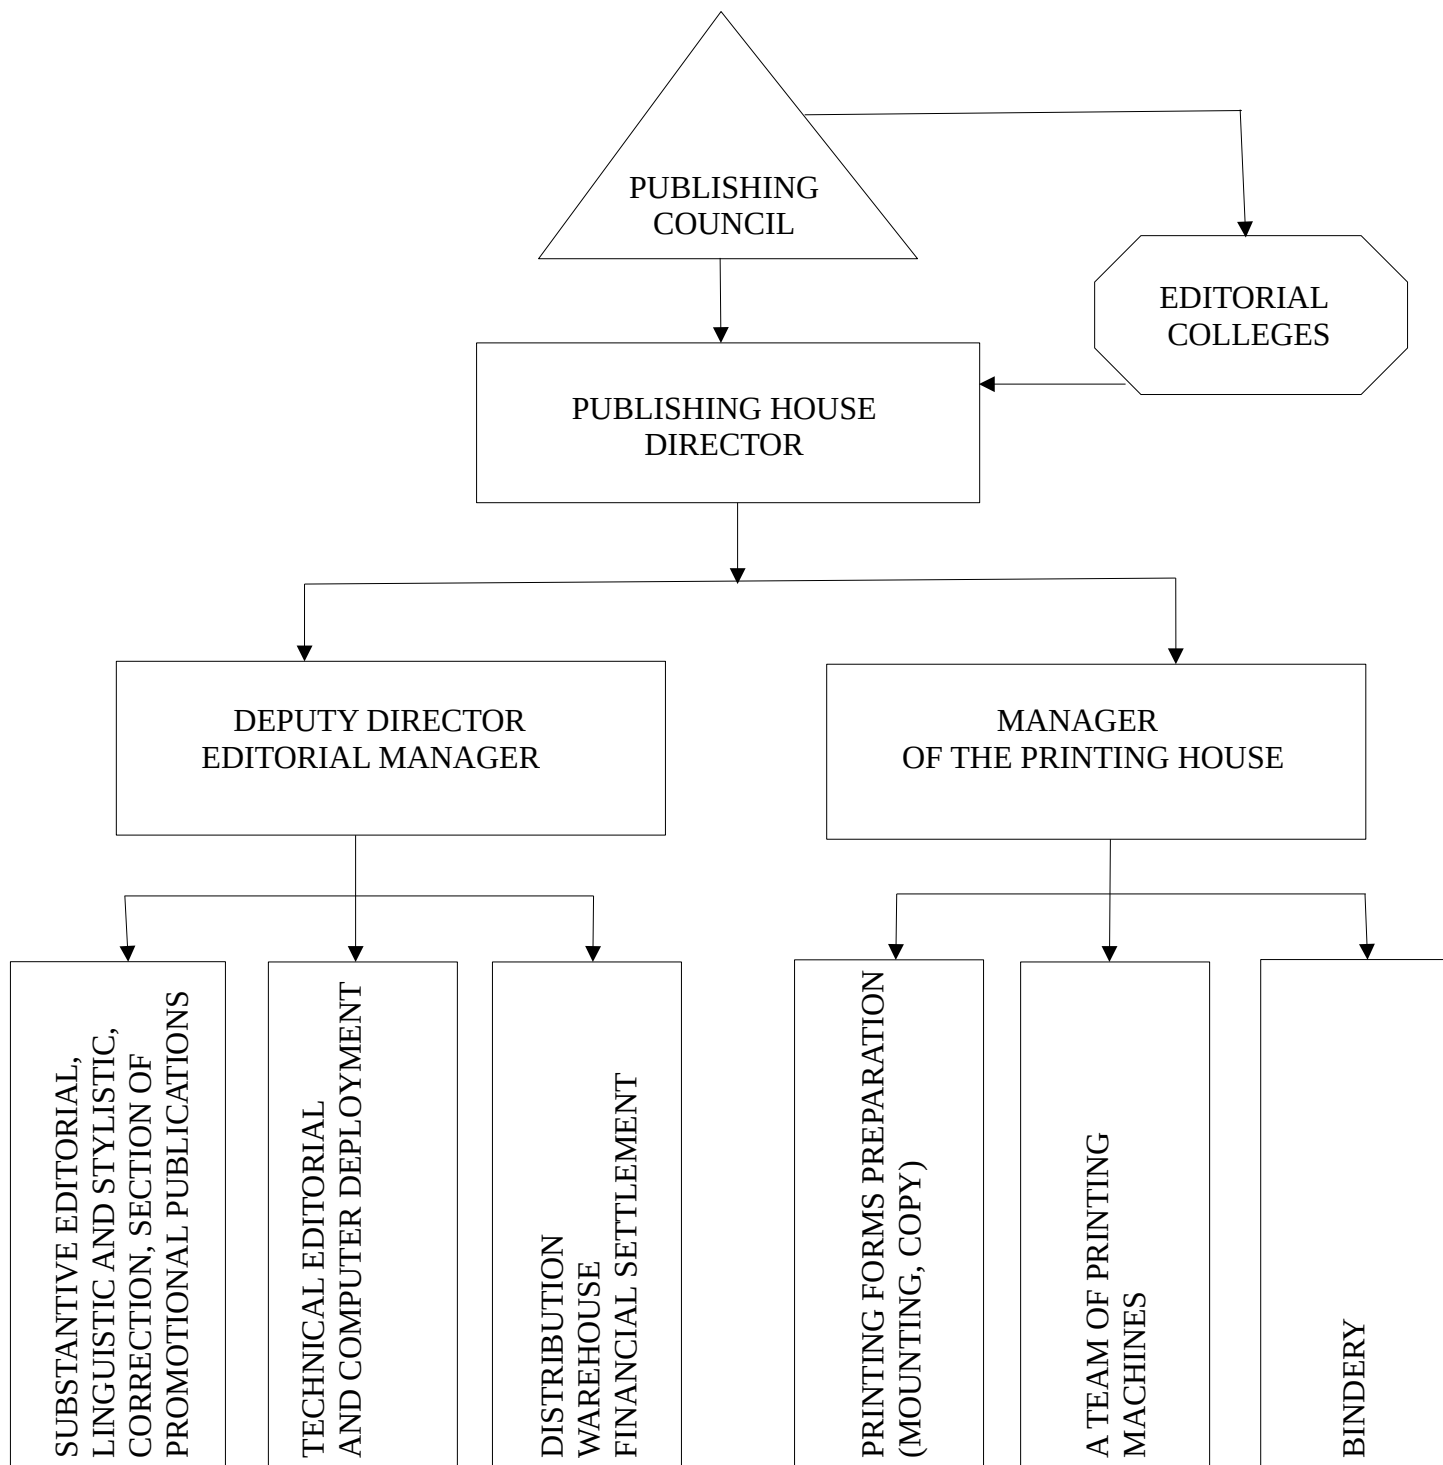 PUBLISHING
COUNCIL
EDITORIAL
COLLEGES
PUBLISHING HOUSE
DIRECTOR
DEPUTY DIRECTOR
EDITORIAL MANAGER
MANAGER
OF THE PRINTING HOUSE
SUBSTANTIVE EDITORIAL,
LINGUISTIC AND STYLISTIC,
CORRECTION, SECTION OF
PROMOTIONAL PUBLICATIONS
TECHNICAL EDITORIAL
AND COMPUTER DEPLOYMENT
DISTRIBUTION
WAREHOUSE
FINANCIAL SETTLEMENT
PRINTING FORMS PREPARATION
(MOUNTING, COPY)
A TEAM OF PRINTING
MACHINES
BINDERY